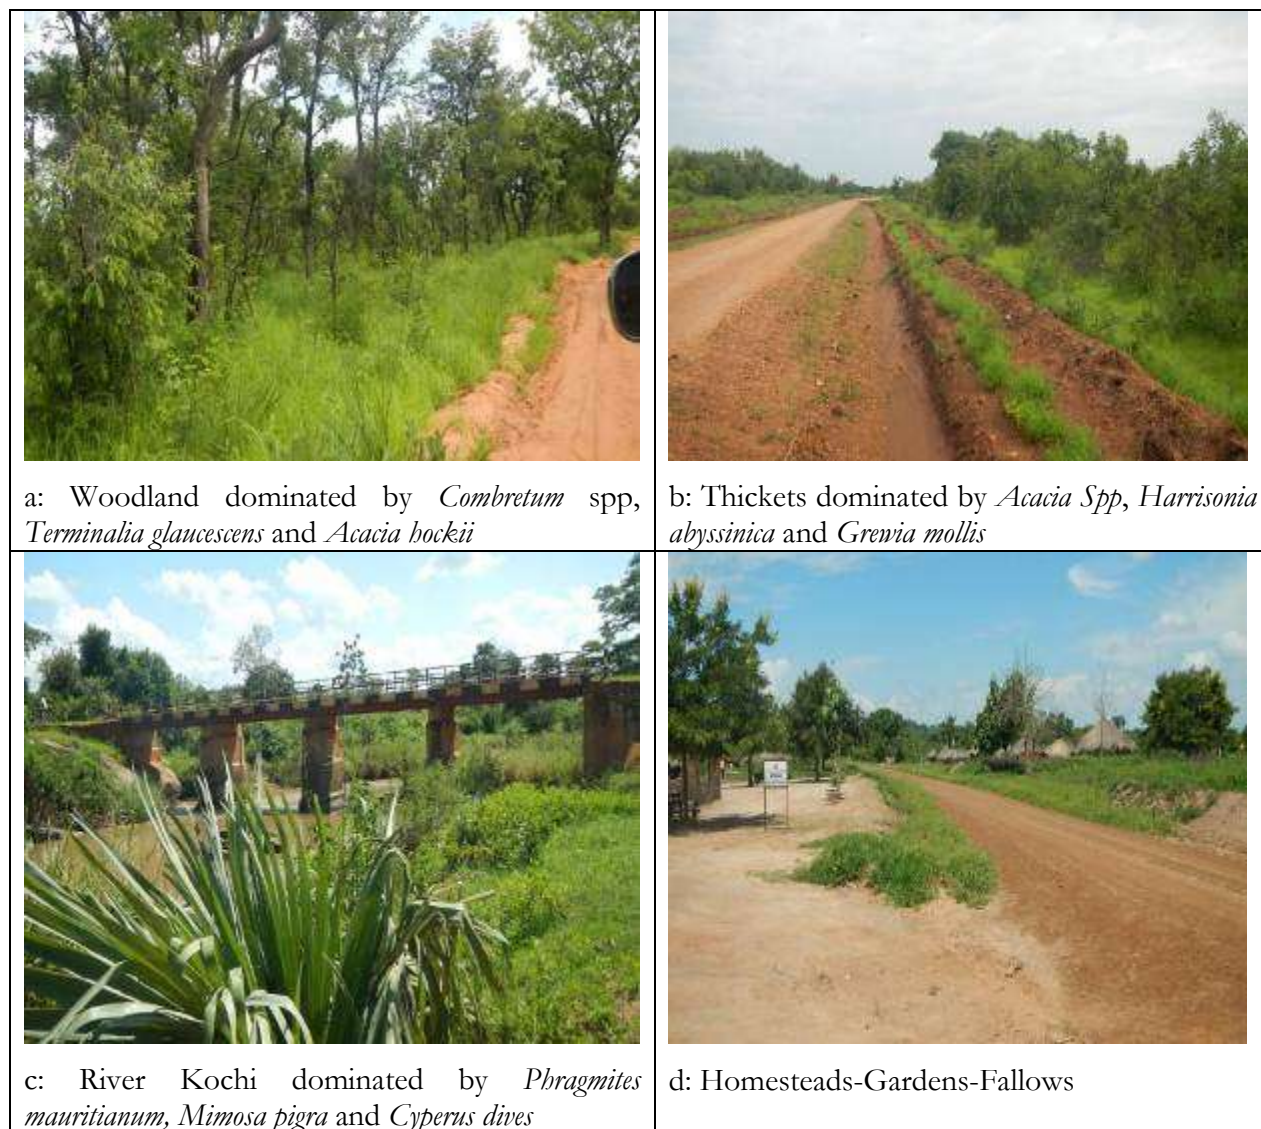 a: Woodland dominated by Combretum spp,
Terminalia glaucescens and Acacia hockii
b: Thickets dominated by Acacia Spp, Harrisonia
abyssinica and Grewia mollis
c: River Kochi dominated by Phragmites
mauritianum, Mimosa pigra and Cyperus dives
d: Homesteads-Gardens-Fallows